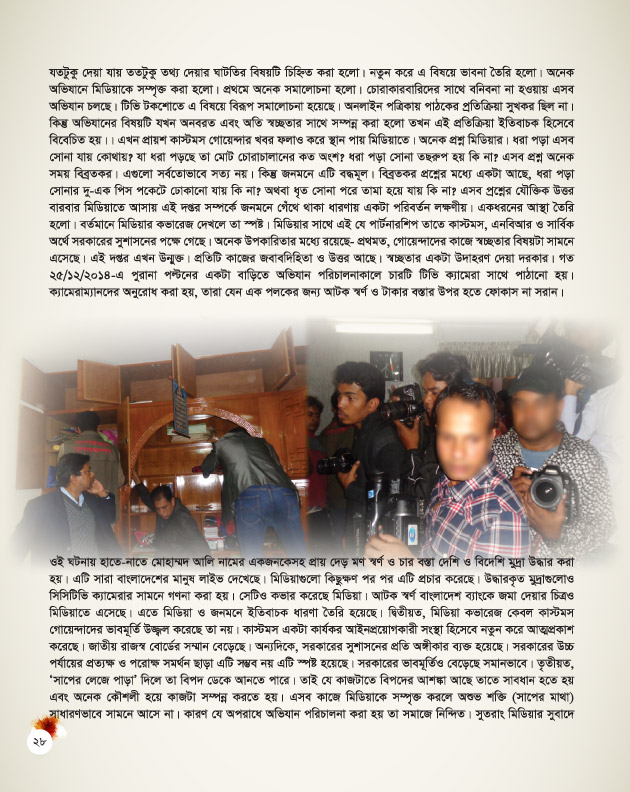 যতটুকু দেয়া যায় ততটুকু তথ্য দেয়ার ঘাটতির বিষয়টি চিহ্নিত করা হলো। নতুন করে এ বিষয়ে ভাবনা তৈরি হলো। অনেক
অভিযানে মিডিয়াকে সম্পৃক্ত করা হলো। প্রথমে অনেক সমালোচনা হলো। চোরাকারবারিদের সাথে বনিবনা না হওয়ায় এসব
অভিযান চলছে। টিভি টকশোতে এ বিষয়ে বিরূপ সমালোচনা হয়েছে। অনলাইন পত্রিকায় পাঠকের প্রতিক্রিয়া সুখকর ছিল না।
কিন্তু অভিযানের বিষয়টি যখন অনবরত এবং অতি স্বচ্ছতার সাথে সম্পন্ন করা হলো তখন এই প্রতিক্রিয়া ইতিবাচক হিসেবে
বিবেচিত হয়।। এখন প্রায়শ কাস্টমস গোয়েন্দার খবর ফলাও করে স্থান পায় মিডিয়াতে। অনেক প্রশ্ন মিডিয়ার। ধরা পড়া এসব
সোনা যায় কোথায়? যা ধরা পড়ছে তা মোট চোরাচালানের কত অংশ? ধরা পড়া সোনা তছরুপ হয় কি না? এসব প্রশ্ন অনেক
সময় বিব্রতকর। এগুলো সর্বতোভাবে সত্য নয়। কিন্তু জনমনে এটি বদ্ধমূল। বিব্রতকর প্রশ্নের মধ্যে একটা আছে, ধরা পড়া
সোনার দু-এক পিস পকেটে ঢোকানো যায় কি না? অথবা ধৃত সোনা পরে তামা হয়ে যায় কি না? এসব প্রশ্নের যৌক্তিক উত্তর
বারবার মিডিয়াতে আসায় এই দপ্তর সম্পর্কে জনমনে গেঁথে থাকা ধারণায় একটা পরিবর্তন লক্ষণীয়। একধরনের আস্থা তৈরি
হলো। বর্তমানে মিডিয়ার কভারেজ দেখলে তা স্পষ্ট। মিডিয়ার সাথে এই যে পার্টনারশিপ তাতে কাস্টমস, এনবিআর ও সার্বিক
অর্থে সরকারের সুশাসনের পক্ষে গেছে। অনেক উপকারিতার মধ্যে রয়েছে- প্রথমত, গোয়েন্দাদের কাজে স্বচ্ছতার বিষয়টা সামনে
এসেছে। এই দপ্তর এখন উন্মুক্ত। প্রতিটি কাজের জবাবদিহিতা ও উত্তর আছে। স্বচ্ছতার একটা উদাহরণ দেয়া দরকার। গত
২৫/১২/২০১৪-এ পুরানা পল্টনের একটা বাড়িতে অভিযান পরিচালনাকালে চারটি টিভি ক্যামেরা সাথে পাঠানো হয়।
ক্যামেরাম্যানদের অনুরোধ করা হয়, তারা যেন এক পলকের জন্য আটক স্বর্ণ ও টাকার বস্তার উপর হতে ফোকাস না সরান।
ওই ঘটনায় হাতে-নাতে মোহাম্মদ আলি নামের একজনকেসহ প্রায় দেড় মণ স্বর্ণ ও চার বস্তা দেশি ও বিদেশি মুদ্রা উদ্ধার করা
হয়। এটি সারা বাংলাদেশের মানুষ লাইভ দেখেছে। মিডিয়াগুলো কিছুক্ষণ পর পর এটি প্রচার করেছে। উদ্ধারকৃত মুদ্রাগুলোও
সিসিটিভি ক্যামেরার সামনে গণনা করা হয়। সেটিও কভার করেছে মিডিয়া। আটক স্বর্ণ বাংলাদেশ ব্যাংকে জমা দেয়ার চিত্রও
মিডিয়াতে এসেছে। এতে মিডিয়া ও জনমনে ইতিবাচক ধারণা তৈরি হয়েছে। দ্বিতীয়ত, মিডিয়া কভারেজ কেবল কাস্টমস
গোয়েন্দাদের ভাবমূর্তি উজ্জ্বল করেছে তা নয়। কাস্টমস একটা কার্যকর আইনপ্রয়োগকারী সংস্থা হিসেবে নতুন করে আত্মপ্রকাশ
করেছে। জাতীয় রাজস্ব বোর্ডের সম্মান বেড়েছে। অন্যদিকে, সরকারের সুশাসনের প্রতি অঙ্গীকার ব্যক্ত হয়েছে। সরকারের উচ্চ
পর্যায়ের প্রত্যক্ষ ও পরোক্ষ সমর্থন ছাড়া এটি সম্ভব নয় এটি স্পষ্ট হয়েছে। সরকারের ভাবমূর্তিও বেড়েছে সমানভাবে। তৃতীয়ত,
‘সাপের লেজে পাড়া’ দিলে তা বিপদ ডেকে আনতে পারে। তাই যে কাজটাতে বিপদের আশঙ্কা আছে তাতে সাবধান হতে হয়
এবং অনেক কৌশলী হয়ে কাজটা সম্পন্ন করতে হয়। এসব কাজে মিডিয়াকে সম্পৃক্ত করলে অশুভ শক্তি (সাপের মাথা)
সাধারণভাবে সামনে আসে না। কারণ যে অপরাধে অভিযান পরিচালনা করা হয় তা সমাজে নিন্দিত। সুতরাং মিডিয়ার সুবাদে
২৮